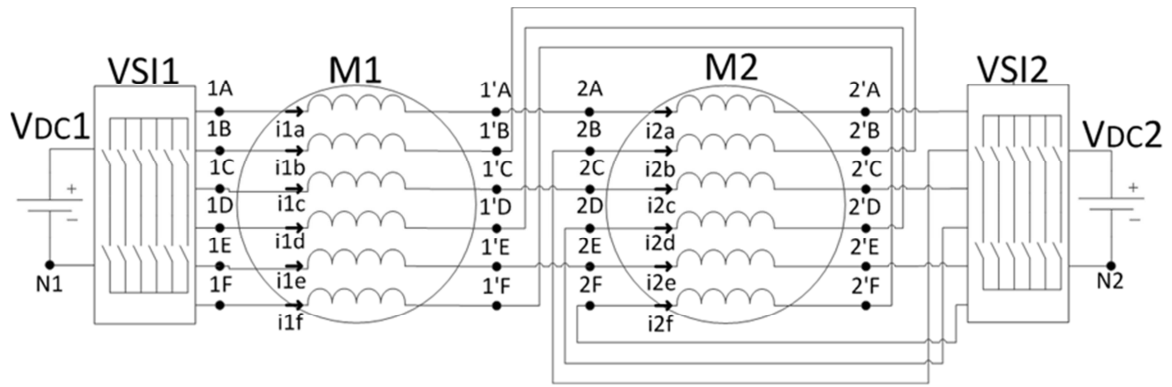 VSI1
M1
M2
VSI2
VDC1
VDC2
1A
1B
1C
1D
1E
1F
i1a
i1b
i1c
i1d
i1e
i1f
1'A
1'B
1'C
1'D
1'E
1'F
2A
2B
2C
2D
2E
2F
i2a
i2b
i2c
i2d
i2e
i2f
2'A
2'B
2'C
2'D
2'E
2'F
+
−
+
−
N1
N2